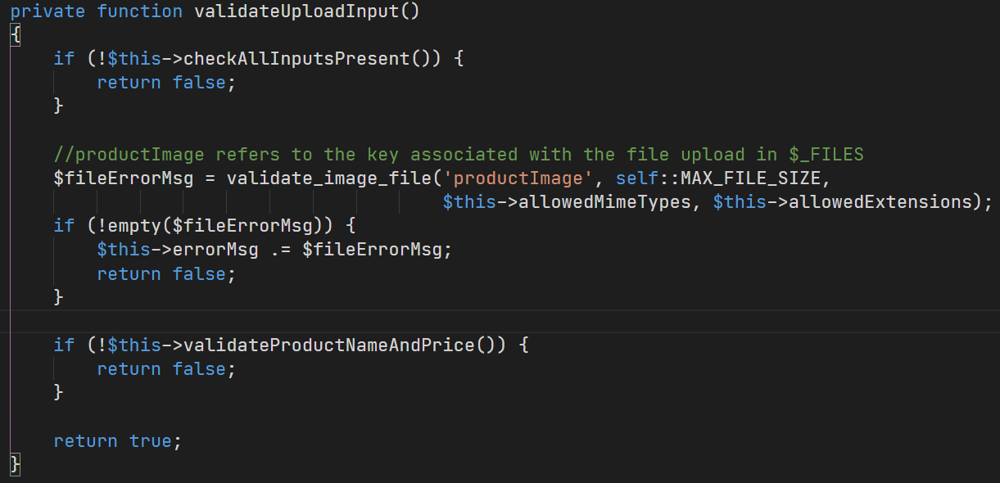 private function validateUploadInput()
{
    if (!$this->checkAllInputsPresent()) {
        return false;
    }

    //productImage refers to the key associated with the file upload in $_FILES
    $fileErrorMsg = validate_image_file('productImage', self::MAX_FILE_SIZE,
                                        $this->allowedMimeTypes, $this->allowedExtensions);
    if (!empty($fileErrorMsg)) {
        $this->errorMsg .= $fileErrorMsg;
        return false;
    }

    if (!$this->validateProductNameAndPrice()) {
        return false;
    }

    return true;
}